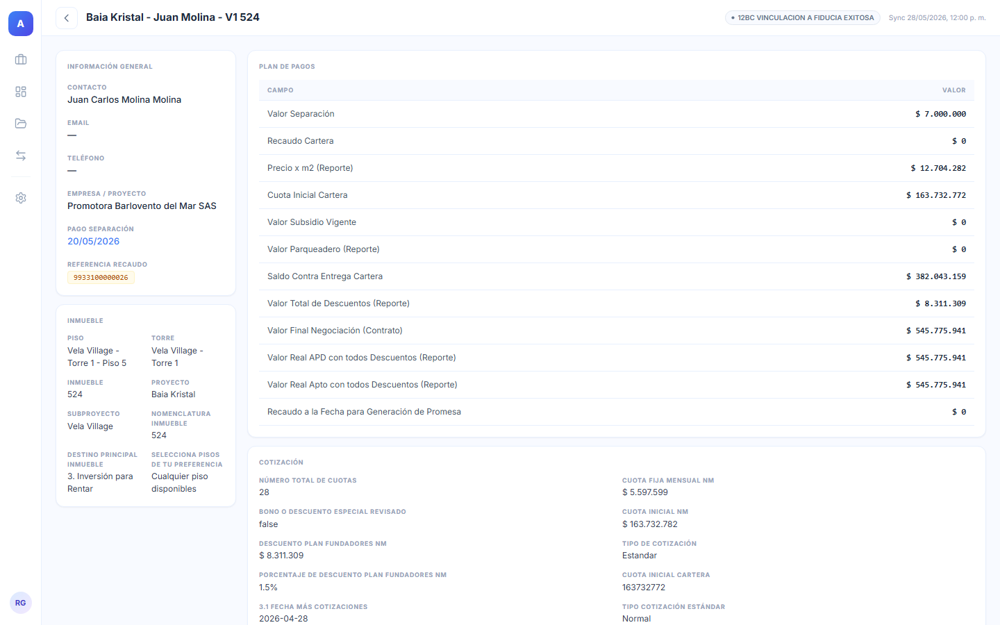 A
Baia Kristal - Juan Molina - V1 524
12BC VINCULACION A FIDUCIA EXITOSA
Sync 28/05/2026, 12:00 p. m.
INFORMACIÓN GENERAL
CONTACTO
Juan Carlos Molina Molina
EMAIL
—
TELÉFONO
—
EMPRESA / PROYECTO
Promotora Barlovento del Mar SAS
PAGO SEPARACIÓN
20/05/2026
REFERENCIA RECAUDO
9933100000026
INMUEBLE
PISO
Vela Village -
Torre 1 - Piso 5
TORRE
Vela Village -
Torre 1
INMUEBLE
524
PROYECTO
Baia Kristal
SUBPROYECTO
Vela Village
NOMENCLATURA
INMUEBLE
524
DESTINO PRINCIPAL
INMUEBLE
3. Inversión para
Rentar
SELECCIONA PISOS
DE TU PREFERENCIA
Cualquier piso
disponibles
RG
PLAN DE PAGOS
CAMPO VALOR
Valor Separación $ 7.000.000
Recaudo Cartera $ 0
Precio x m2 (Reporte) $ 12.704.282
Cuota Inicial Cartera $ 163.732.772
Valor Subsidio Vigente $ 0
Valor Parqueadero (Reporte) $ 0
Saldo Contra Entrega Cartera $ 382.043.159
Valor Total de Descuentos (Reporte) $ 8.311.309
Valor Final Negociación (Contrato) $ 545.775.941
Valor Real APD con todos Descuentos (Reporte) $ 545.775.941
Valor Real Apto con todos Descuentos (Reporte) $ 545.775.941
Recaudo a la Fecha para Generación de Promesa $ 0
COTIZACIÓN
NÚMERO TOTAL DE CUOTAS
28
CUOTA FIJA MENSUAL NM
$ 5.597.599
BONO O DESCUENTO ESPECIAL REVISADO
false
CUOTA INICIAL NM
$ 163.732.782
DESCUENTO PLAN FUNDADORES NM
$ 8.311.309
TIPO DE COTIZACIÓN
Estandar
PORCENTAJE DE DESCUENTO PLAN FUNDADORES NM
1.5%
CUOTA INICIAL CARTERA
163732772
3.1 FECHA MÁS COTIZACIONES
2026-04-28
TIPO COTIZACIÓN ESTÁNDAR
Normal